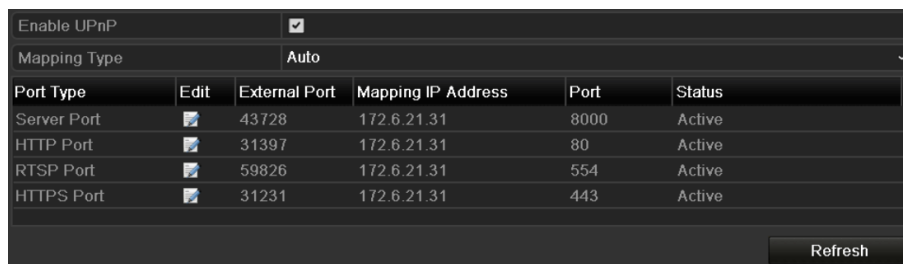 Enable UPnP
Mapping Type Auto
Port Type Edit External Port Mapping IP Address Port Status
Server Port 43728 172.6.21.31 8000 Active
HTTP Port 31397 172.6.21.31 80 Active
RTSP Port 59826 172.6.21.31 554 Active
HTTPS Port 31231 172.6.21.31 443 Active
Refresh